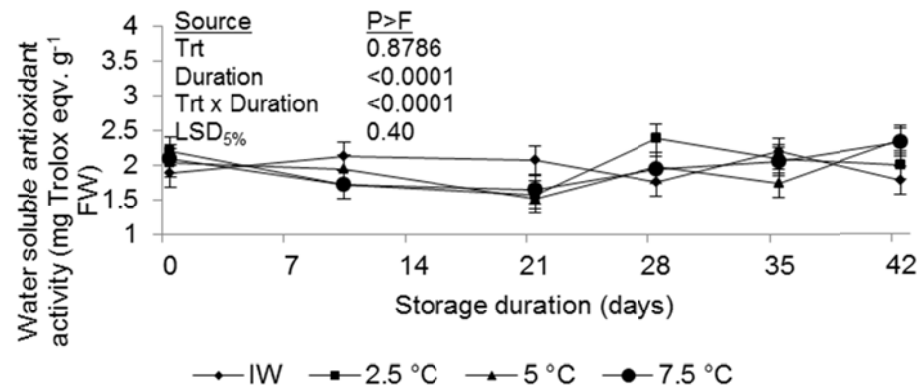 Source P>F
Trt 0.8786
Duration <0.0001
Trt x Duration <0.0001
LSD5% 0.40
Water soluble antioxidant
activity (mg Trolox eqv. g-1
FW)
4
3.5
3
2.5
2
1.5
1
0 7 14 21 28 35 42
Storage duration (days)
IW 2.5 °C 5 °C 7.5 °C